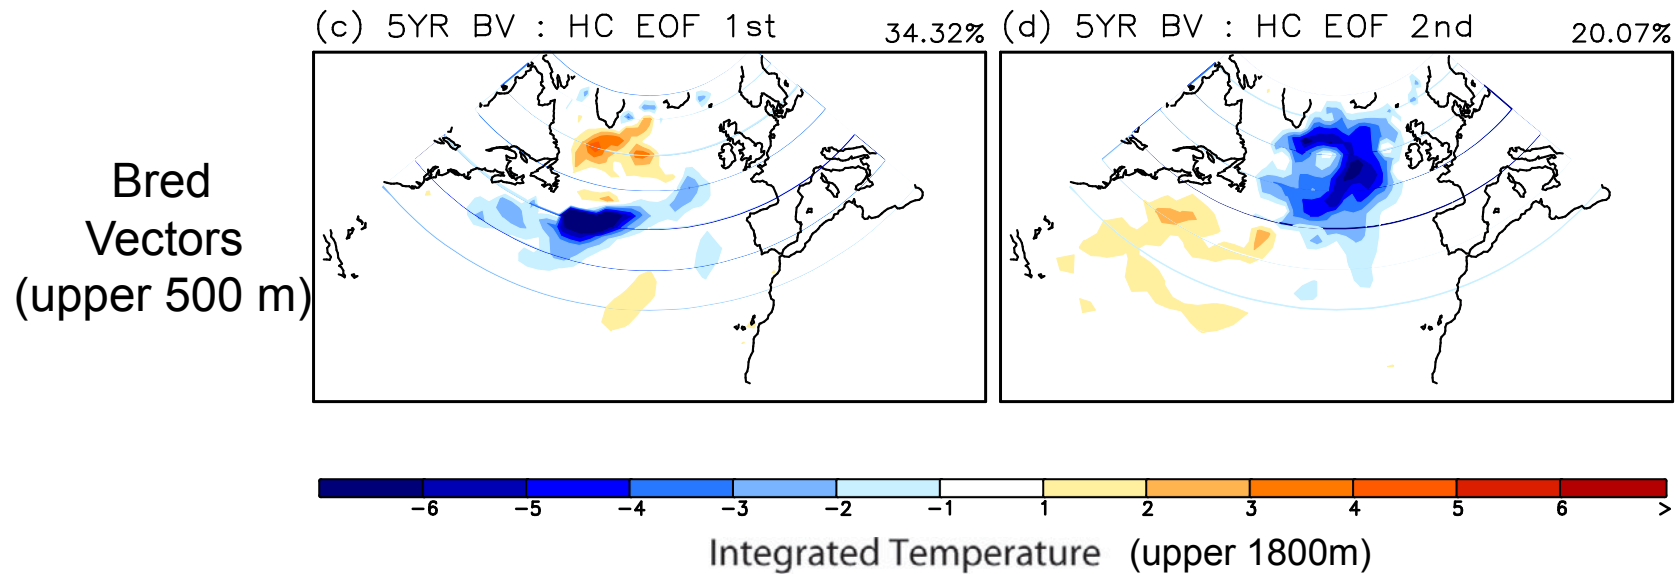 (c) 5YR BV : HC EOF 1st 34.32%
(d) 5YR BV : HC EOF 2nd 20.07%
Bred
Vectors
(upper 500 m)
-6 -5 -4 -3 -2 -1 1 2 3 4 5 6 >
Integrated Temperature (upper 1800m)